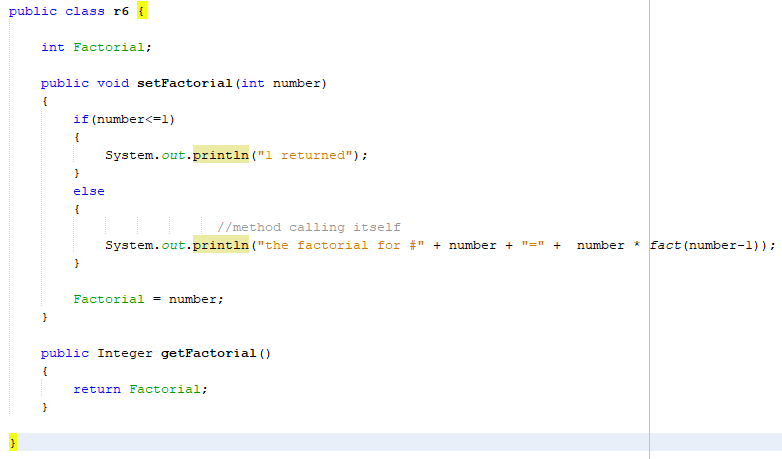 public class r6 {
int Factorial;
public void setFactorial(int number)
{
if(number<=1)
{
System.out.println("1 returned");
}
else
{
//method calling itself
System.out.println("the factorial for #" + number + "=" +  number * fact(number-1));
}
Factorial = number;
}
public Integer getFactorial()
{
return Factorial;
}
}